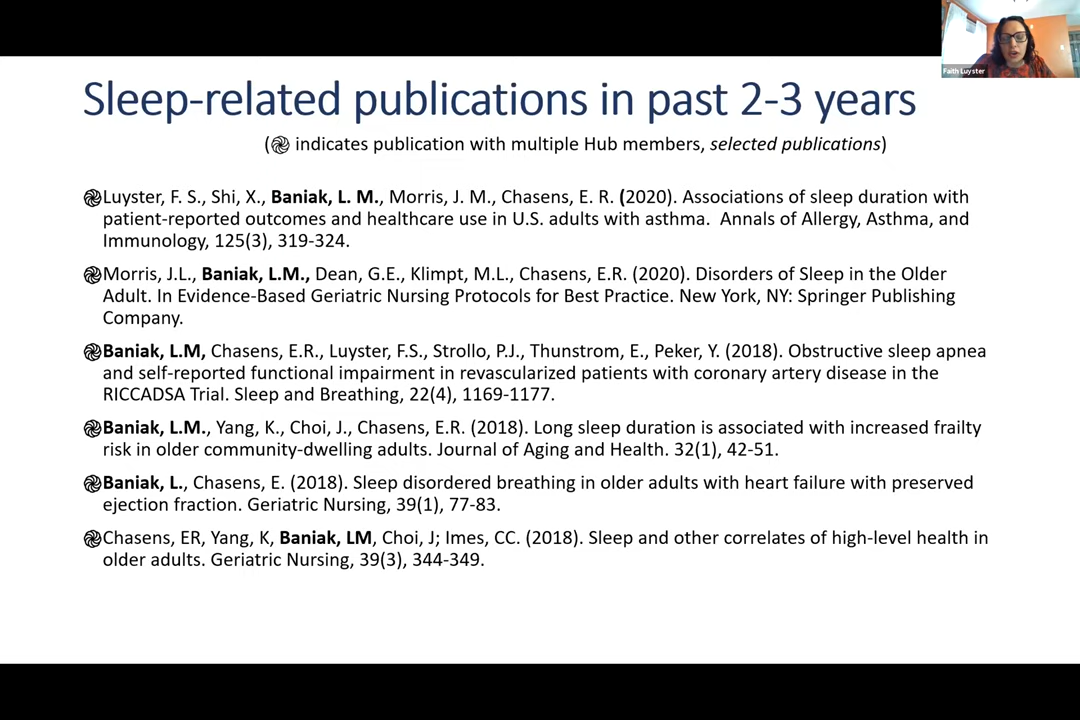 Faith Luyster
Sleep-related publications in past 2-3 years
( indicates publication with multiple Hub members, selected publications)
Luyster, F. S., Shi, X., Baniak, L. M., Morris, J. M., Chasens, E. R. (2020). Associations of sleep duration with
patient-reported outcomes and healthcare use in U.S. adults with asthma. Annals of Allergy, Asthma, and
Immunology, 125(3), 319-324.
Morris, J.L., Baniak, L.M., Dean, G.E., Klimpt, M.L., Chasens, E.R. (2020). Disorders of Sleep in the Older
Adult. In Evidence-Based Geriatric Nursing Protocols for Best Practice. New York, NY: Springer Publishing
Company.
Baniak, L.M, Chasens, E.R., Luyster, F.S., Strollo, P.J., Thunstrom, E., Peker, Y. (2018). Obstructive sleep apnea
and self-reported functional impairment in revascularized patients with coronary artery disease in the
RICCADSA Trial. Sleep and Breathing, 22(4), 1169-1177.
Baniak, L.M., Yang, K., Choi, J., Chasens, E.R. (2018). Long sleep duration is associated with increased frailty
risk in older community-dwelling adults. Journal of Aging and Health. 32(1), 42-51.
Baniak, L., Chasens, E. (2018). Sleep disordered breathing in older adults with heart failure with preserved
ejection fraction. Geriatric Nursing, 39(1), 77-83.
Chasens, ER, Yang, K, Baniak, LM, Choi, J; Imes, CC. (2018). Sleep and other correlates of high-level health in
older adults. Geriatric Nursing, 39(3), 344-349.